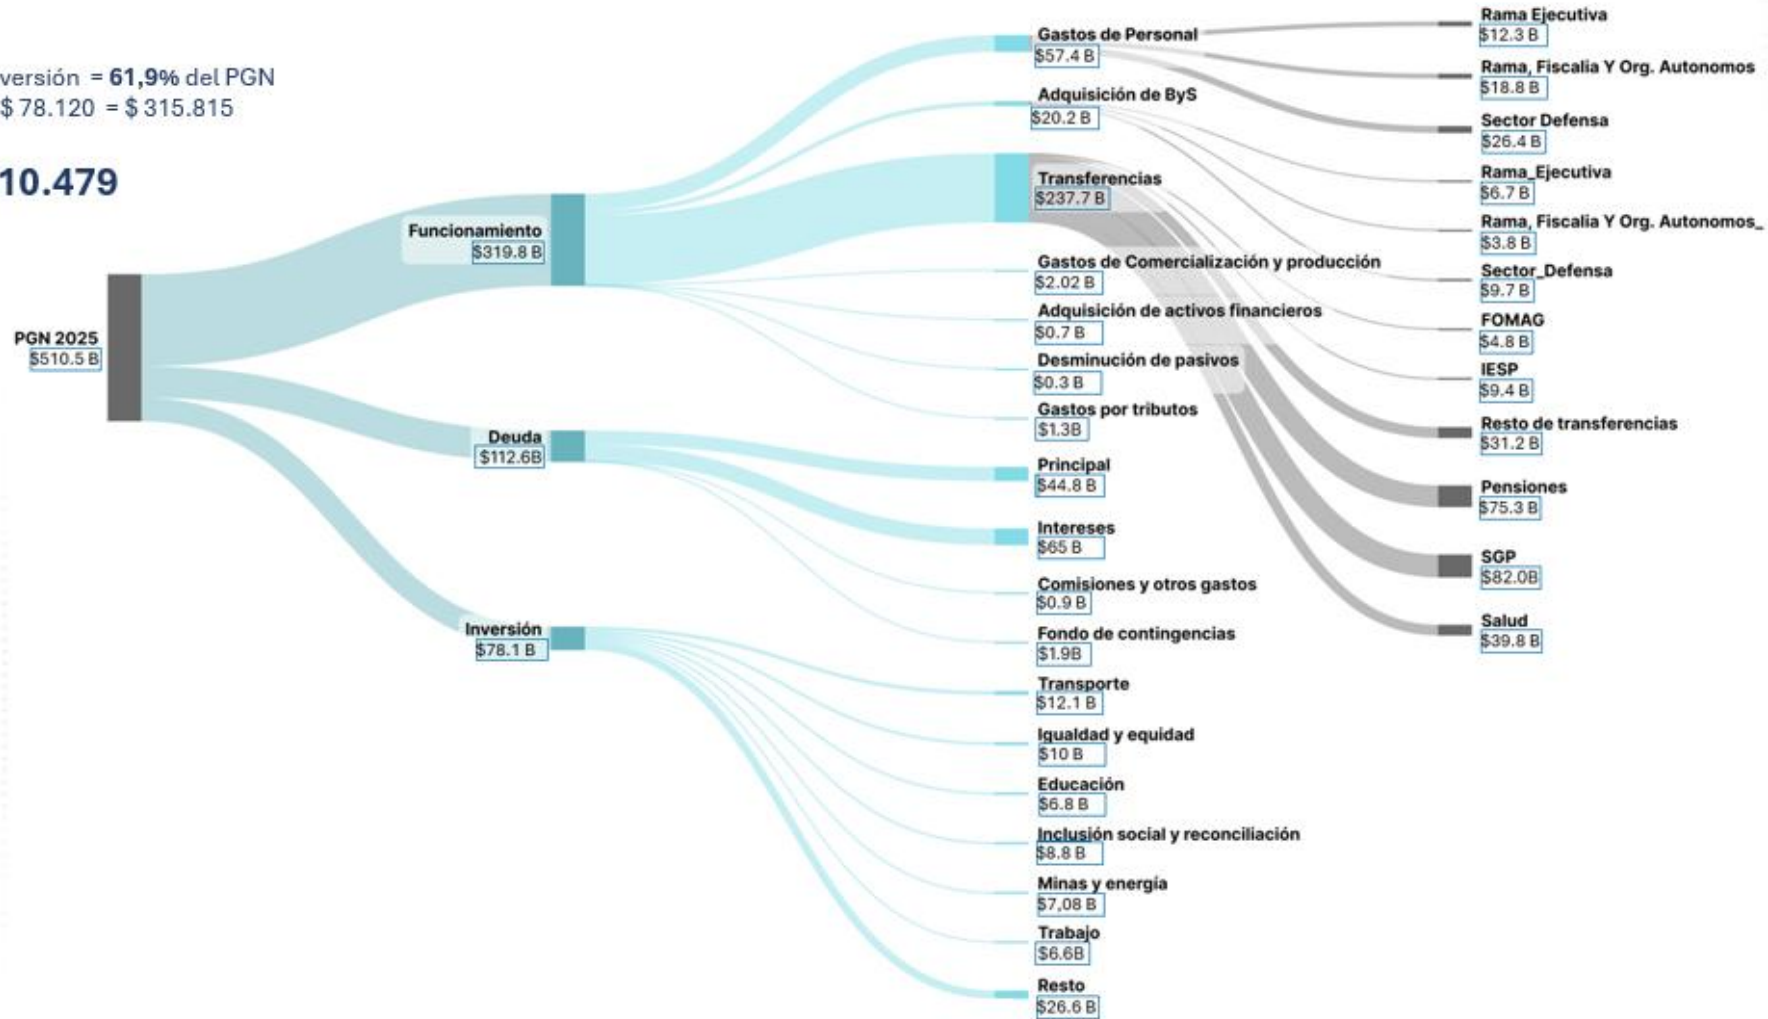 versión = 61,9% del PGN
$ 78.120 = $ 315.815
10.479
PGN 2025
$510.5 B
Funcionamiento
$319.8 B
Deuda
$112.6B
Inversión
$78.1 B
Gastos de Personal
$57.4 B
Adquisición de ByS
$20.2 B
Transferencias
$237.7 B
Gastos de Comercialización y producción
$2.02 B
Adquisición de activos financieros
$0.7 B
Desminución de pasivos
$0.3 B
Gastos por tributos
$1.3B
Principal
$44.8 B
Intereses
$65 B
Comisiones y otros gastos
$0.9 B
Fondo de contingencias
$1.9B
Transporte
$12.1 B
Igualdad y equidad
$10 B
Educación
$6.8 B
Inclusión social y reconciliación
$8.8 B
Minas y energía
$7,08 B
Trabajo
$6.6B
Resto
$26.6 B
Rama Ejecutiva
$12.3 B
Rama, Fiscalia Y Org. Autonomos
$18.8 B
Sector Defensa
$26.4 B
Rama_Ejecutiva
$6.7 B
Rama, Fiscalia Y Org. Autonomos_
$3.8 B
Sector_Defensa
$9.7 B
FOMAG
$4.8 B
IESP
$9.4 B
Resto de transferencias
$31.2 B
Pensiones
$75.3 B
SGP
$82.0B
Salud
$39.8 B